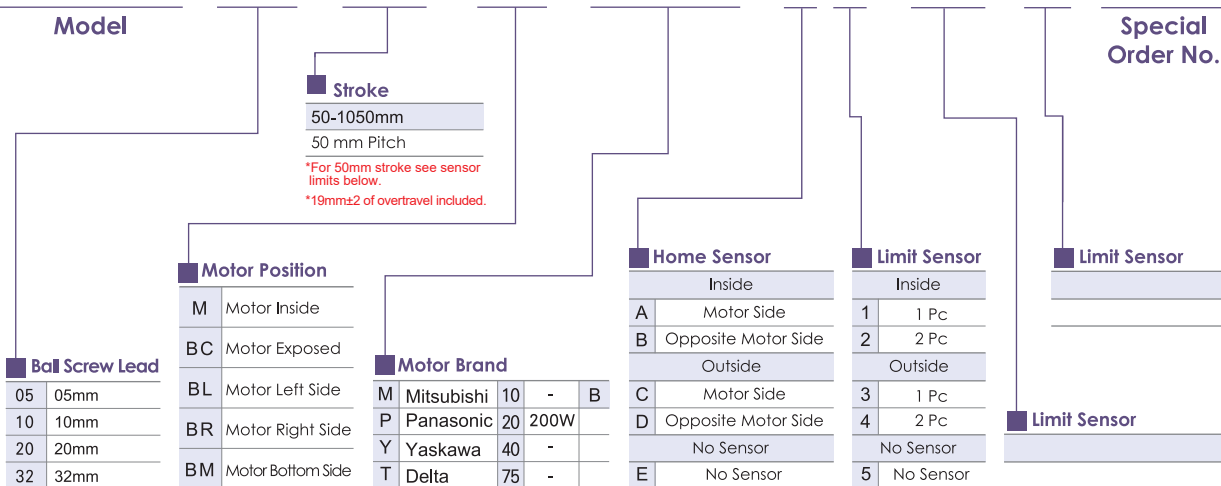 Model
Special
Order No.
Stroke
50-1050mm
50 mm Pitch
*For 50mm stroke see sensor
limits below.
*19mm±2 of overtravel included.
Motor Position
M Motor Inside
BC Motor Exposed
BL Motor Left Side
BR Motor Right Side
BM Motor Bottom Side
Ball Screw Lead
05 05mm
10 10mm
20 20mm
32 32mm
Motor Brand
M Mitsubishi 10 - B
P Panasonic 20 200W
Y Yaskawa 40 -
T Delta 75 -
Home Sensor
Inside
A Motor Side
B Opposite Motor Side
Outside
C Motor Side
D Opposite Motor Side
No Sensor
E No Sensor
Limit Sensor
Inside
1 1 Pc
2 2 Pc
Outside
3 1 Pc
4 2 Pc
No Sensor
5 No Sensor
Limit Sensor
Limit Sensor